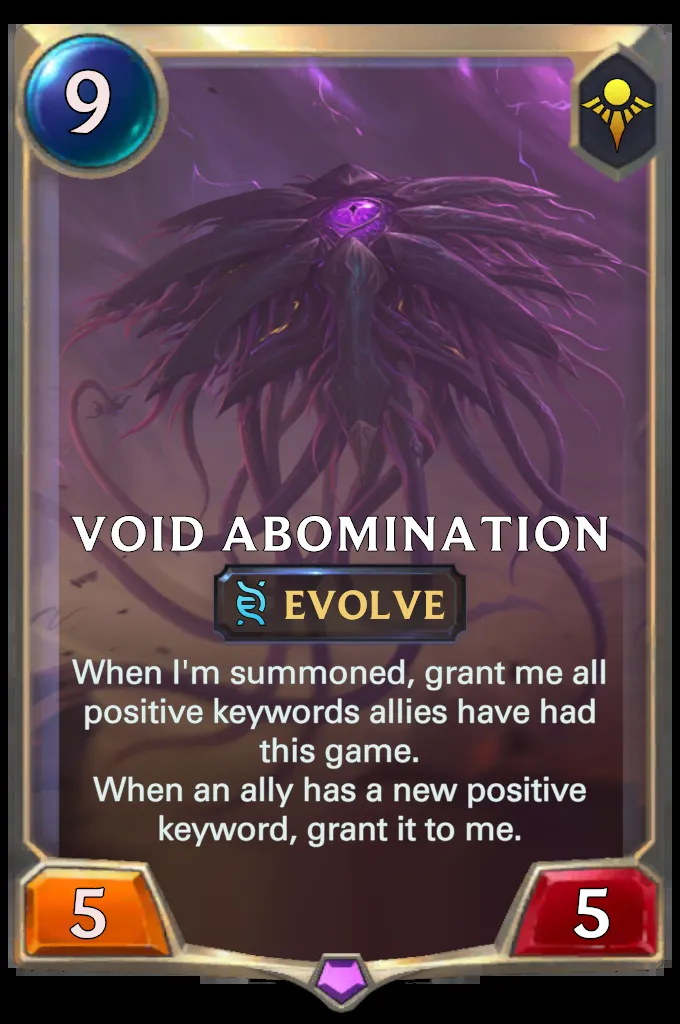 9
VOID ABOMINATION
EVOLVE
When I'm summoned, grant me all
positive keywords allies have had
this game.
When an ally has a new positive
keyword, grant it to me.
5
5